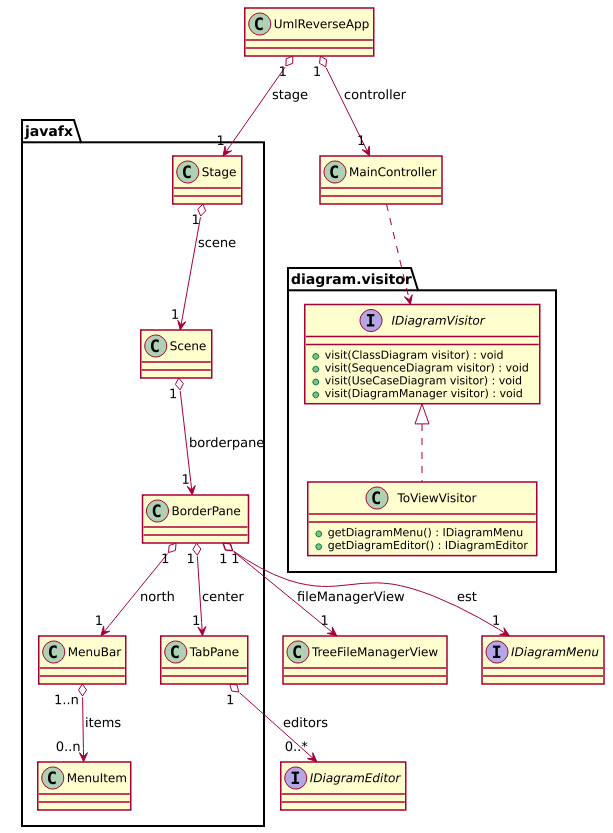 C UmlReverseApp
1 1
stage controller
1 1
javafx
C Stage
C MainController
1
scene
diagram.visitor
1
I IDiagramVisitor
C Scene
visit(ClassDiagram visitor) : void
visit(SequenceDiagram visitor) : void
visit(UseCaseDiagram visitor) : void
visit(DiagramManager visitor) : void
1
borderpane
1
C BorderPane
C ToViewVisitor
getDiagramMenu() : IDiagramMenu
getDiagramEditor() : IDiagramEditor
1 1 1 1
north center fileManagerView est
1 1 1 1
C MenuBar
C TabPane
C TreeFileManagerView
I IDiagramMenu
1..n 1
items editors
0..n 0..*
C MenuItem
I IDiagramEditor